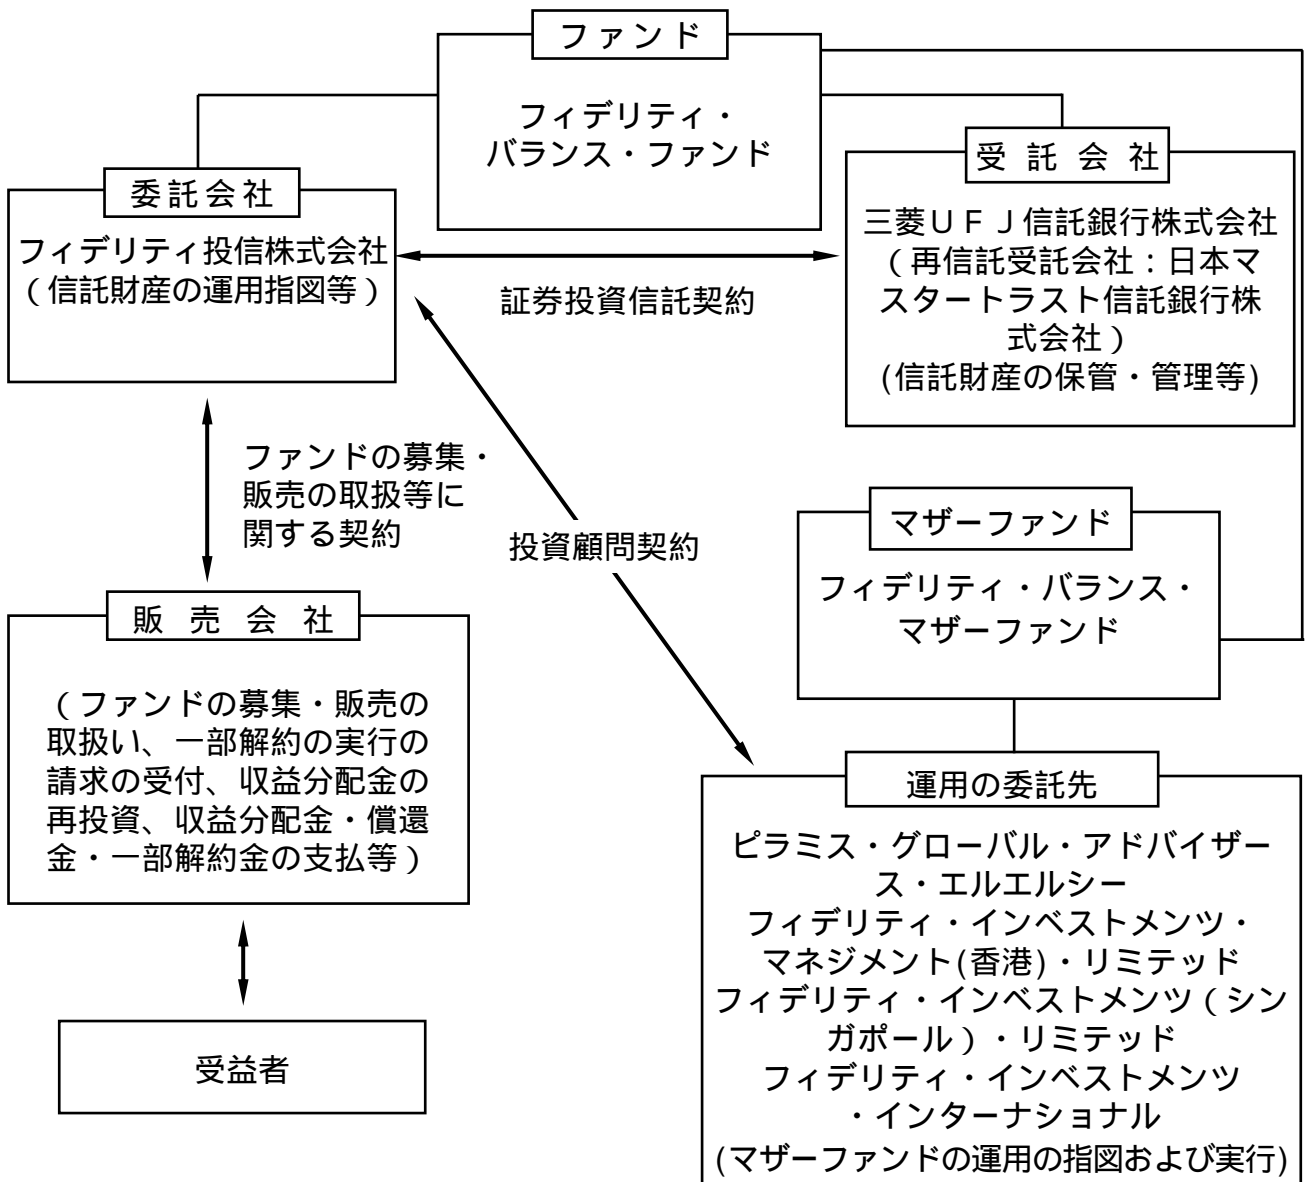 ファンド
フィデリティ・
バランス・ファンド
受託会社
三菱ＵＦＪ信託銀行株式会社
（再信託受託会社：日本マ
スタートラスト信託銀行株
式会社）
(信託財産の保管・管理等)
委託会社
フィデリティ投信株式会社
（信託財産の運用指図等）
証券投資信託契約
ファンドの募集・
販売の取扱等に
関する契約
投資顧問契約
マザーファンド
フィデリティ・バランス・
マザーファンド
販売会社
（ファンドの募集・販売の
取扱い、一部解約の実行の
請求の受付、収益分配金の
再投資、収益分配金・償還
金・一部解約金の支払等）
運用の委託先
ピラミス・グローバル・アドバイザー
ス・エルエルシー
フィデリティ・インベストメンツ・
マネジメント(香港)・リミテッド
フィデリティ・インベストメンツ（シン
ガポール）・リミテッド
フィデリティ・インベストメンツ
・インターナショナル
(マザーファンドの運用の指図および実行)
受益者